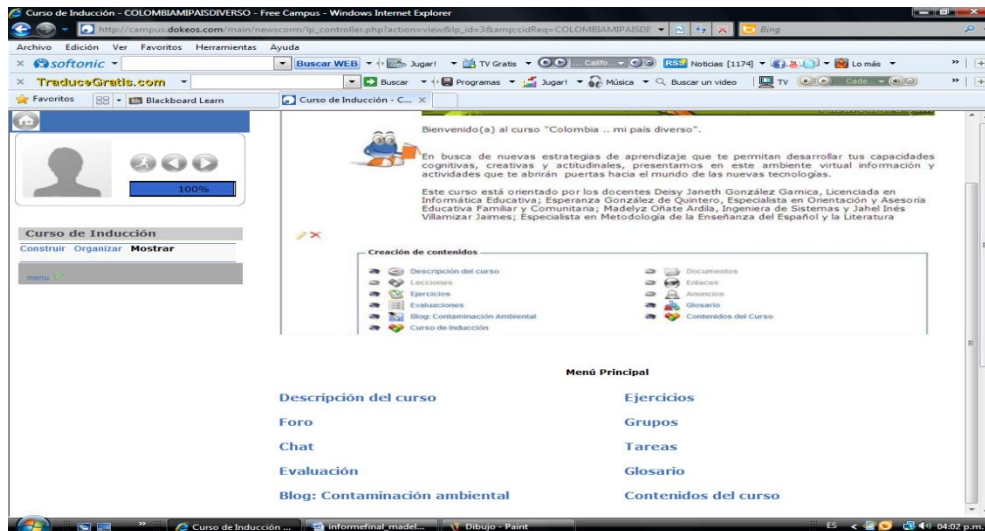 Curso de Inducción - COLOMBIAMIPAISDIVERSO - Free Campus - Windows Internet Explorer
http://campus.dokeos.com/main/newscorm/lp_controller.php?action=view&lp_id=3&amp;cidReq=COLOMBIAMIPAISDI
Bing
Archivo Edición Ver Favoritos Herramientas Ayuda
softonic Buscar WEB Jugar! TV Gratis Califo... RSS Noticias [1174] Lo más
TraduceGratis.com Buscar Programas Jugar! Música Buscar un video TV Cade...
Favoritos Blackboard Learn Curso de Inducción - C...
Bienvenido(a) al curso "Colombia .. mi país diverso".
En busca de nuevas estrategias de aprendizaje que te permitan desarrollar tus capacidades
cognitivas, creativas y actitudinales, presentamos en este ambiente virtual información y
actividades que te abrirán puertas hacia el mundo de las nuevas tecnologías.
Este curso está orientado por los docentes Deisy Janeth González Gamica, Licenciada en
Informática Educativa; Esperanza González de Quintero, Especialista en Orientación y Asesoría
Educativa Familiar y Comunitaria; Madelyz Oñate Ardila, Ingeniera de Sistemas y Jahel Inés
Villamizar Jaimes; Especialista en Metodología de la Enseñanza del Español y la Literatura
100%
Curso de Inducción
Construir Organizar Mostrar
menu
Creación de contenidos
Descripción del curso Documentos
Lecciones Enlaces
Ejercicios Anuncios
Evaluaciones Glosario
Blog: Contaminación Ambiental Contenidos del Curso
Curso de Inducción
Menú Principal
Descripción del curso Ejercicios
Foro Grupos
Chat Tareas
Evaluación Glosario
Blog: Contaminación ambiental Contenidos del curso
Curso de Inducción ... informefinal_madel... Dibujo - Paint ES 04:02 p.m.